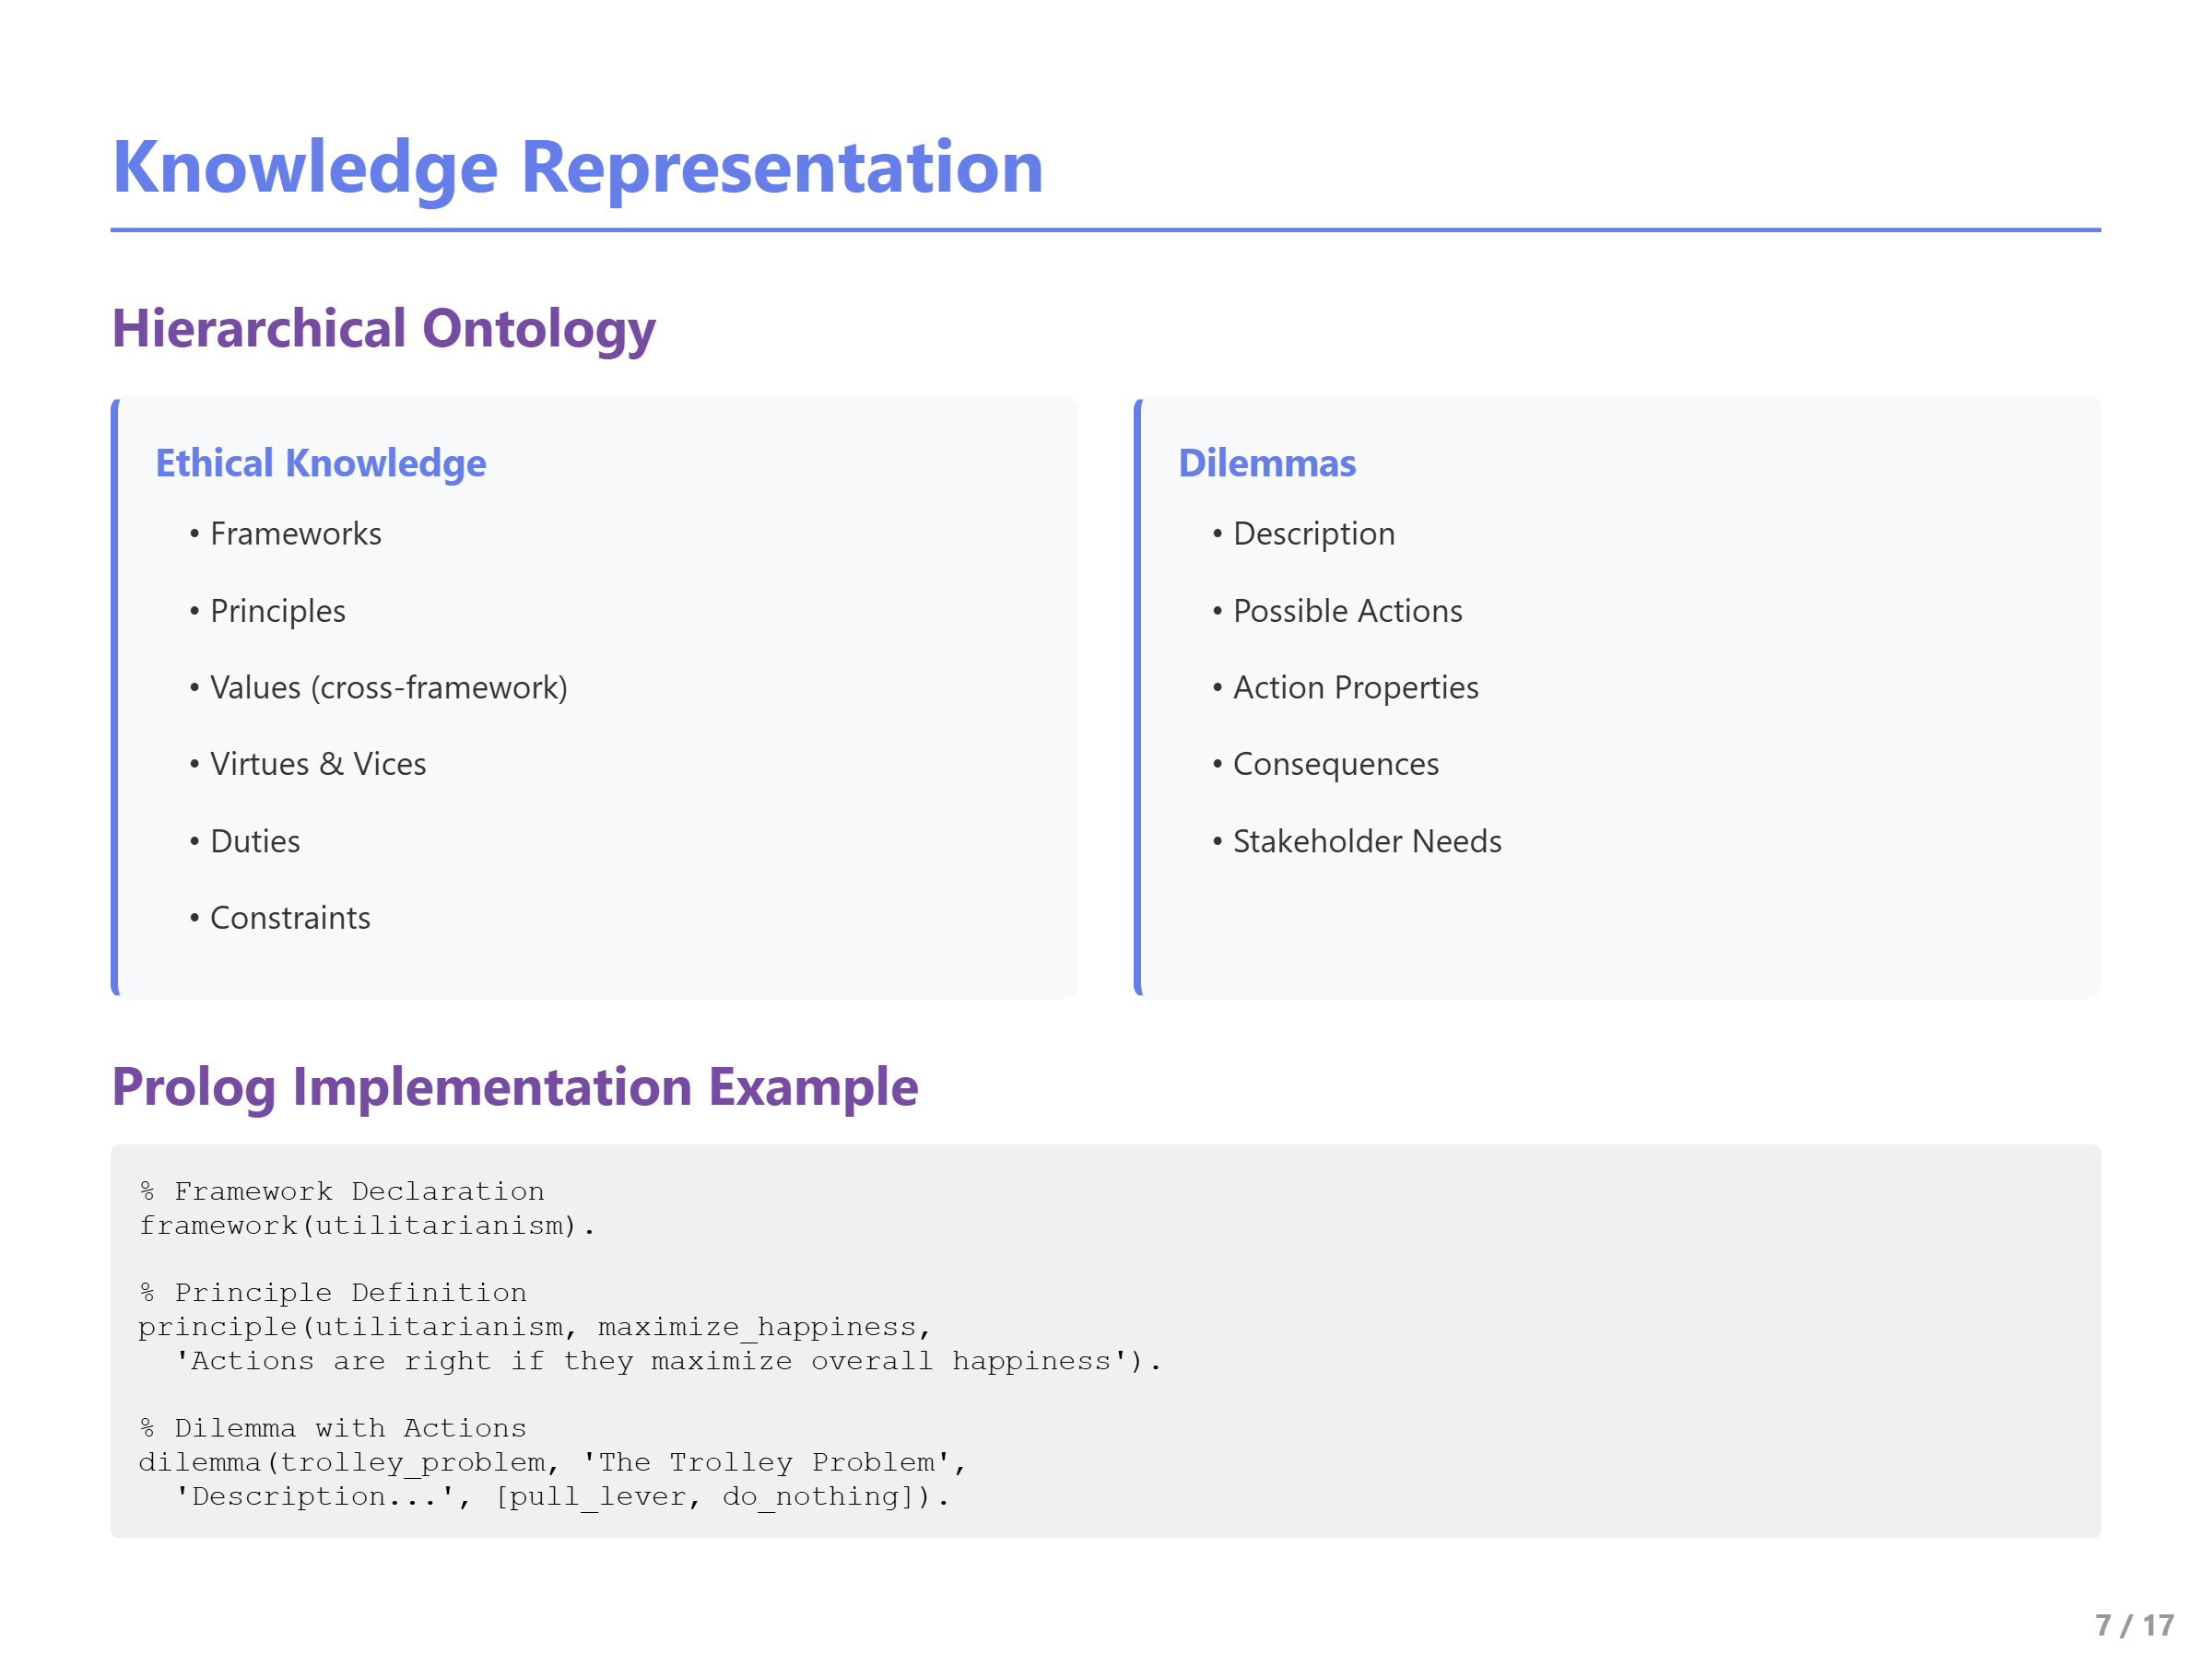 Knowledge Representation
Hierarchical Ontology
Ethical Knowledge
• Frameworks
• Principles
• Values (cross-framework)
• Virtues & Vices
• Duties
• Constraints
Dilemmas
• Description
• Possible Actions
• Action Properties
• Consequences
• Stakeholder Needs
Prolog Implementation Example
% Framework Declaration
framework(utilitarianism).

% Principle Definition
principle(utilitarianism, maximize_happiness,
  'Actions are right if they maximize overall happiness').

% Dilemma with Actions
dilemma(trolley_problem, 'The Trolley Problem',
  'Description...', [pull_lever, do_nothing]).
7 / 17